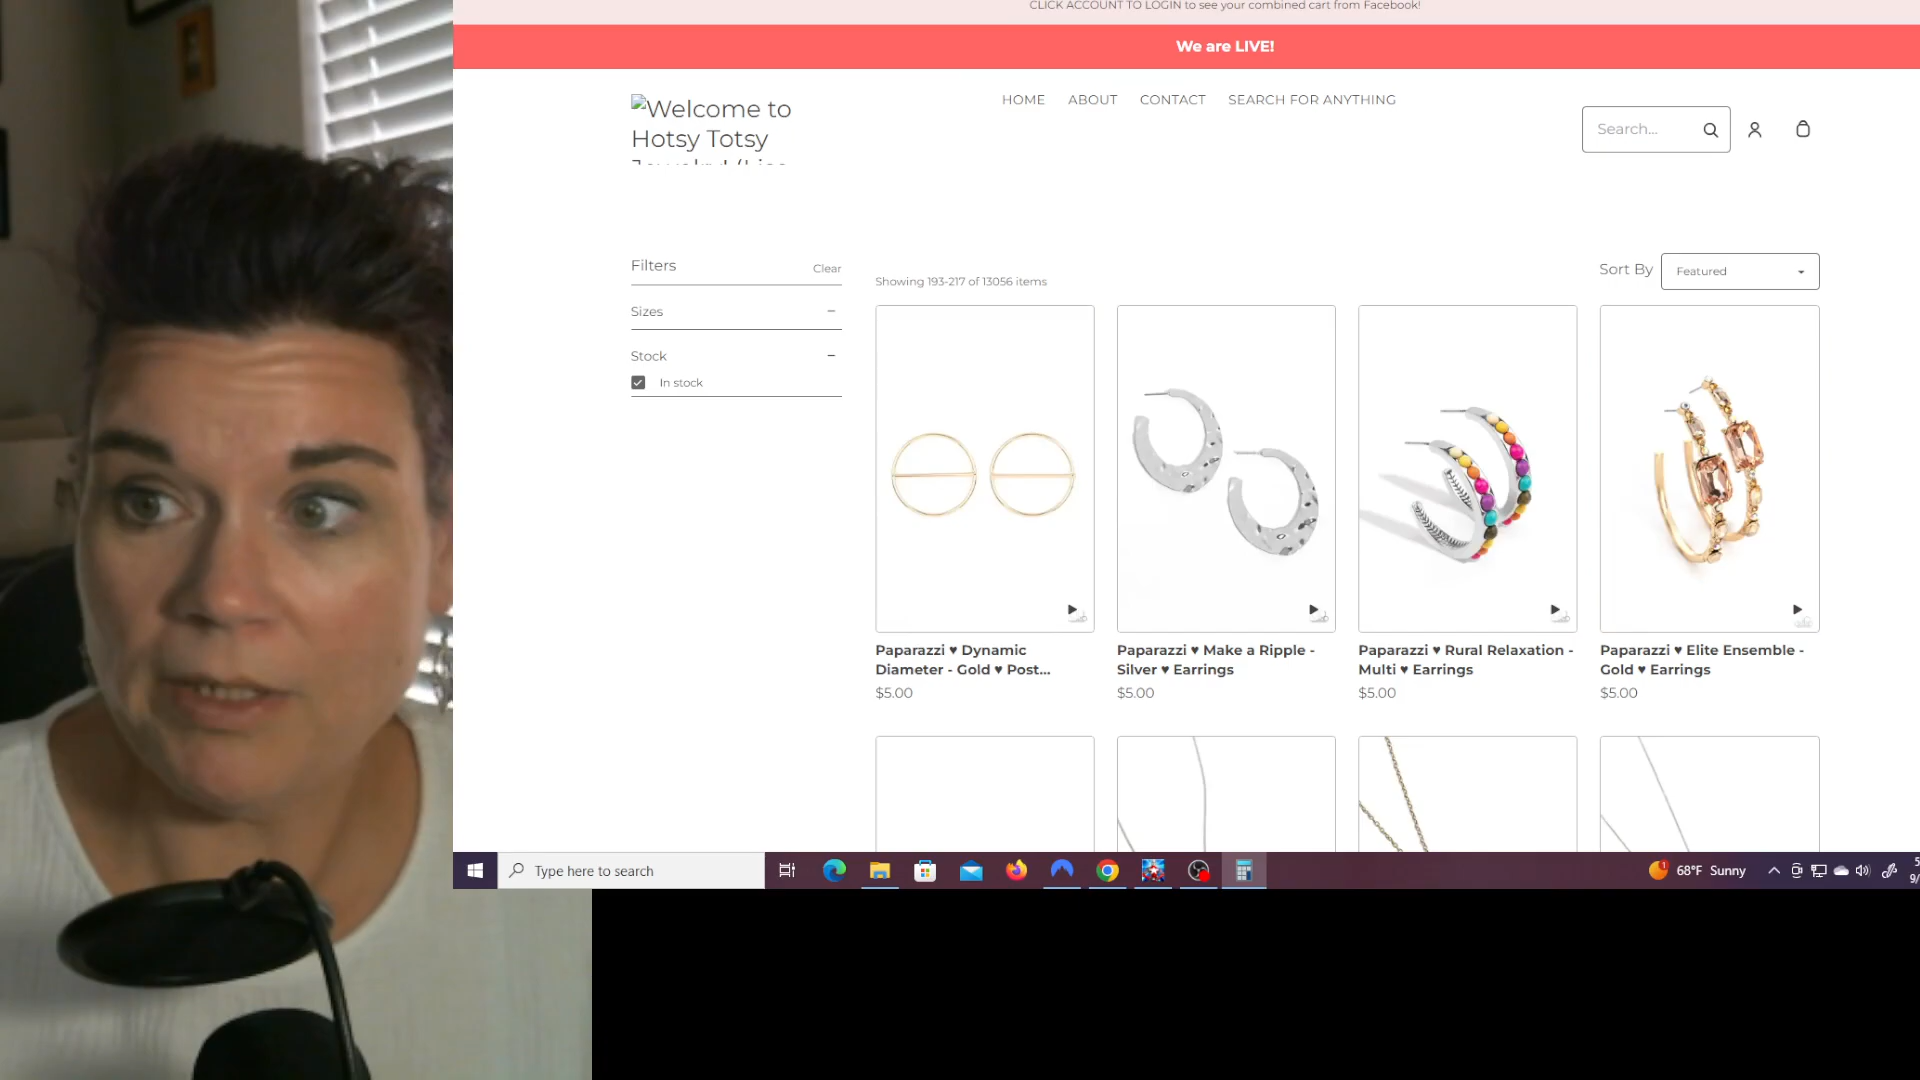 CLICK ACCOUNT TO LOGIN to see your combined cart from Facebook!
We are LIVE!
Welcome to
Hotsy Totsy
HOME ABOUT CONTACT SEARCH FOR ANYTHING
Search...
Filters Clear
Sizes
Stock
In stock
Showing 193-217 of 13056 items
Sort By Featured
Paparazzi ♥ Dynamic
Diameter - Gold ♥ Post...
$5.00
Paparazzi ♥ Make a Ripple -
Silver ♥ Earrings
$5.00
Paparazzi ♥ Rural Relaxation -
Multi ♥ Earrings
$5.00
Paparazzi ♥ Elite Ensemble -
Gold ♥ Earrings
$5.00
Type here to search
1
68°F Sunny